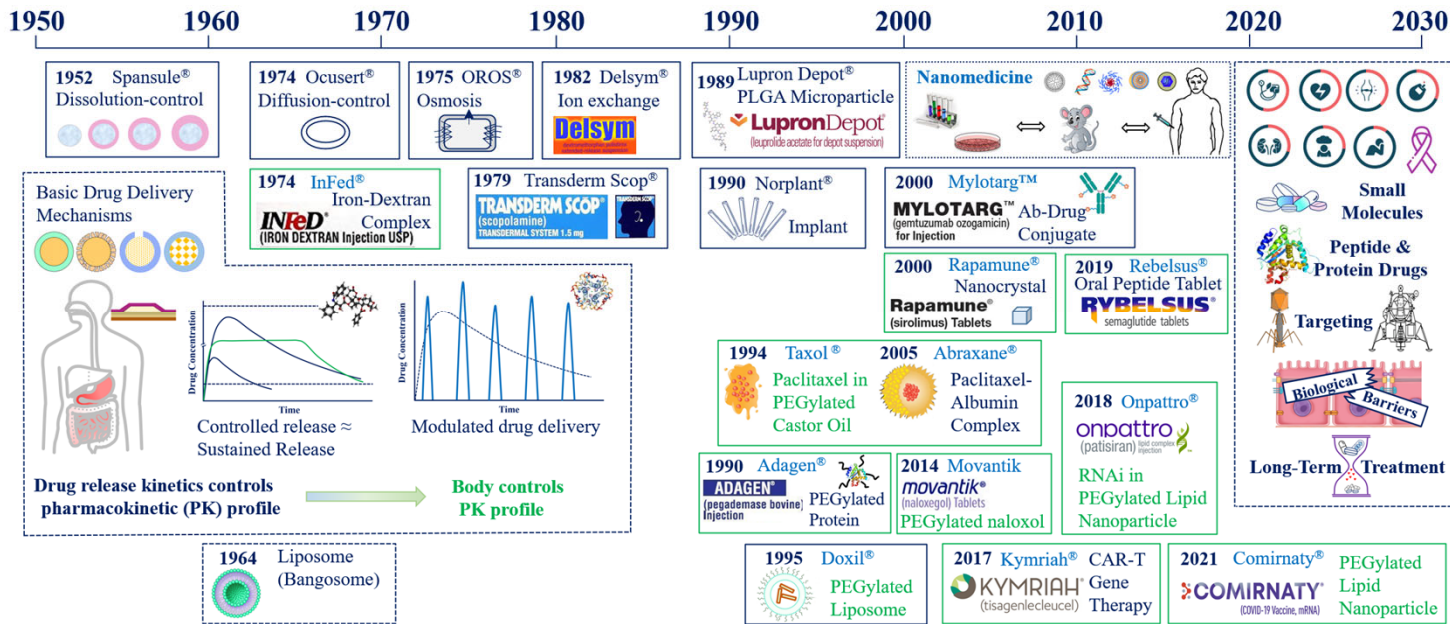 1950 1960 1970 1980 1990 2000 2010 2020 2030
1952 Spansule®
Dissolution-control
1974 Ocusert®
Diffusion-control
1975 OROS®
Osmosis
1982 Delsym®
Ion exchange
Delsym
1989 Lupron Depot®
PLGA Microparticle
LupronDepot®
(leuprolide acetate for depot suspension)
Nanomedicine
Basic Drug Delivery
Mechanisms
1974 InFed®
Iron-Dextran
Complex
INFeD®
(IRON DEXTRAN Injection USP)
1979 Transderm Scop®
TRANSDERM SCOP®
(scopolamine)
TRANSDERMAL SYSTEM 1.5 mg
1990 Norplant®
Implant
2000 Mylotarg™
MYLOTARG™
(gemtuzumab ozogamicin)
for Injection
Ab-Drug
Conjugate
2000 Rapamune®
Nanocrystal
Rapamune®
(sirolimus) Tablets
2019 Rebelsus®
Oral Peptide Tablet
RYBELSUS®
semaglutide tablets
Drug Concentration
Time
Controlled release ≈
Sustained Release
Drug Concentration
Time
Modulated drug delivery
Drug release kinetics controls
pharmacokinetic (PK) profile
Body controls
PK profile
1994 Taxol®
Paclitaxel in
PEGylated
Castor Oil
2005 Abraxane®
Paclitaxel-
Albumin
Complex
2018 Onpattro®
onpattro®
(patisiran) lipid complex
injection
RNAi in
PEGylated Lipid
Nanoparticle
1990 Adagen®
ADAGEN®
(pegademase bovine)
Injection
PEGylated
Protein
2014 Movantik
movantik®
(naloxegol) Tablets
PEGylated naloxol
1964 Liposome
(Bangosome)
1995 Doxil®
PEGylated
Liposome
2017 Kymriah®
KYMRIAH®
(tisagenlecleucel)
CAR-T
Gene
Therapy
2021 Comirnaty®
COMIRNATY®
(COVID-19 Vaccine, mRNA)
PEGylated
Lipid
Nanoparticle
Small
Molecules
Peptide &
Protein Drugs
Targeting
Biological
Barriers
Long-Term Treatment